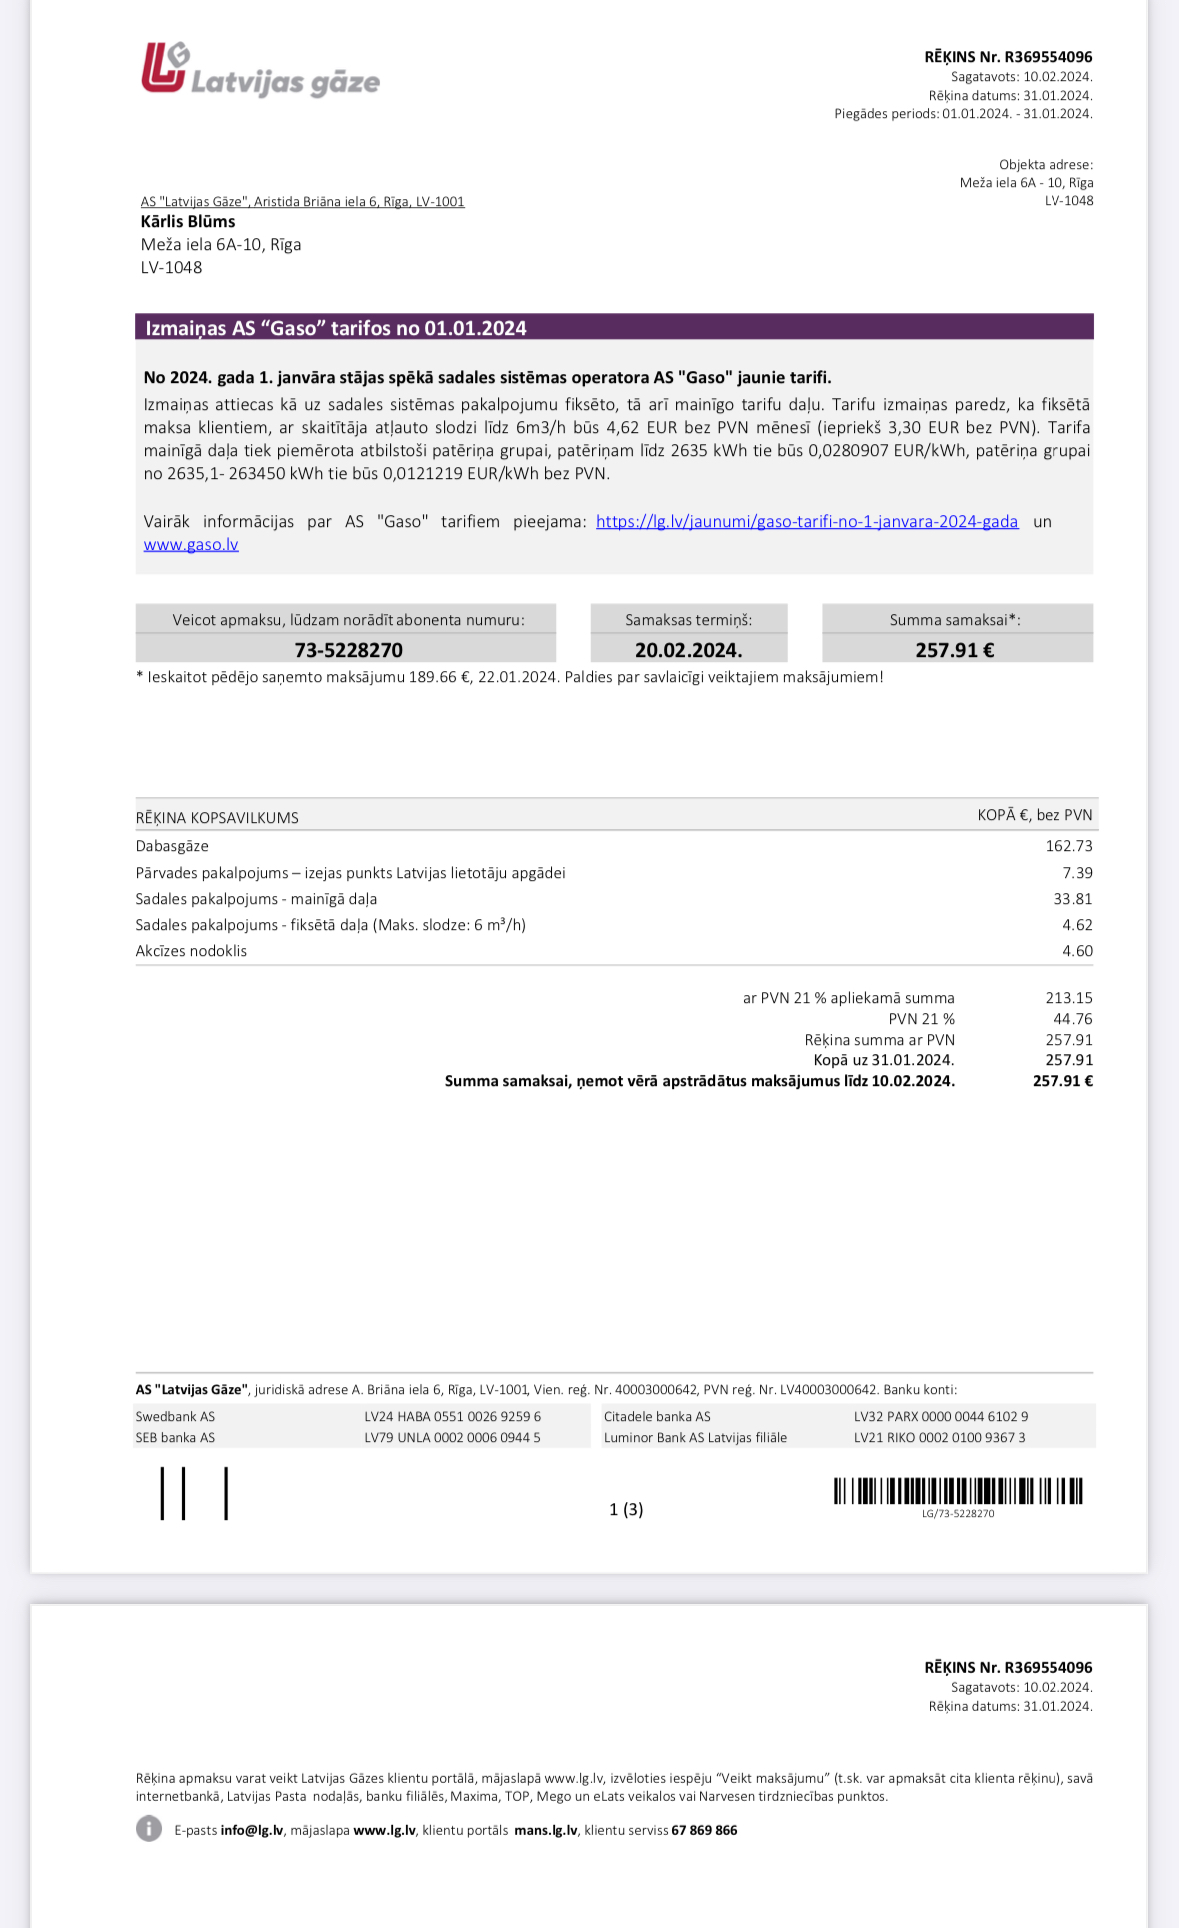 LG Latvijas gāze
RĒĶINS Nr. R369554096
Sagatavots: 10.02.2024.
Rēķina datums: 31.01.2024.
Piegādes periods: 01.01.2024. - 31.01.2024.
Objekta adrese:
Meža iela 6A - 10, Rīga
LV-1048
AS "Latvijas Gāze", Aristida Briāna iela 6, Rīga, LV-1001
Kārlis Blūms
Meža iela 6A-10, Rīga
LV-1048
Izmaiņas AS “Gaso” tarifos no 01.01.2024
No 2024. gada 1. janvāra stājas spēkā sadales sistēmas operatora AS "Gaso" jaunie tarifi.
Izmaiņas attiecas kā uz sadales sistēmas pakalpojumu fiksēto, tā arī mainīgo tarifu daļu. Tarifu izmaiņas paredz, ka fiksētā
maksa klientiem, ar skaitītāja atļauto slodzi līdz 6m3/h būs 4,62 EUR bez PVN mēnesī (iepriekš 3,30 EUR bez PVN). Tarifa
mainīgā daļa tiek piemērota atbilstoši patēriņa grupai, patēriņam līdz 2635 kWh tie būs 0,0280907 EUR/kWh, patēriņa grupai
no 2635,1- 263450 kWh tie būs 0,0121219 EUR/kWh bez PVN.
Vairāk informācijas par AS "Gaso" tarifiem pieejama: https://lg.lv/jaunumi/gaso-tarifi-no-1-janvara-2024-gada un
www.gaso.lv
Veicot apmaksu, lūdzam norādīt abonenta numuru:
73-5228270
Samaksas termiņš:
20.02.2024.
Summa samaksai*:
257.91 €
* Ieskaitot pēdējo saņemto maksājumu 189.66 €, 22.01.2024. Paldies par savlaicīgi veiktajiem maksājumiem!
RĒĶINA KOPSAVILKUMS KOPĀ €, bez PVN
Dabasgāze 162.73
Pārvades pakalpojums – izejas punkts Latvijas lietotāju apgādei 7.39
Sadales pakalpojums - mainīgā daļa 33.81
Sadales pakalpojums - fiksētā daļa (Maks. slodze: 6 m³/h) 4.62
Akcīzes nodoklis 4.60
ar PVN 21 % apliekamā summa 213.15
PVN 21 % 44.76
Rēķina summa ar PVN 257.91
Kopā uz 31.01.2024. 257.91
Summa samaksai, ņemot vērā apstrādātus maksājumus līdz 10.02.2024. 257.91 €
AS "Latvijas Gāze", juridiskā adrese A. Briāna iela 6, Rīga, LV-1001, Vien. reģ. Nr. 40003000642, PVN reģ. Nr. LV40003000642. Banku konti:
Swedbank AS LV24 HABA 0551 0026 9259 6 Citadele banka AS LV32 PARX 0000 0044 6102 9
SEB banka AS LV79 UNLA 0002 0006 0944 5 Luminor Bank AS Latvijas filiāle LV21 RIKO 0002 0100 9367 3
1 (3)
LG/73-5228270
RĒĶINS Nr. R369554096
Sagatavots: 10.02.2024.
Rēķina datums: 31.01.2024.
Rēķina apmaksu varat veikt Latvijas Gāzes klientu portālā, mājaslapā www.lg.lv, izvēloties iespēju “Veikt maksājumu” (t.sk. var apmaksāt cita klienta rēķinu), savā
internetbankā, Latvijas Pasta nodaļās, banku filiālēs, Maxima, TOP, Mego un eLats veikalos vai Narvesen tirdzniecības punktos.
E-pasts info@lg.lv, mājaslapa www.lg.lv, klientu portāls mans.lg.lv, klientu serviss 67 869 866